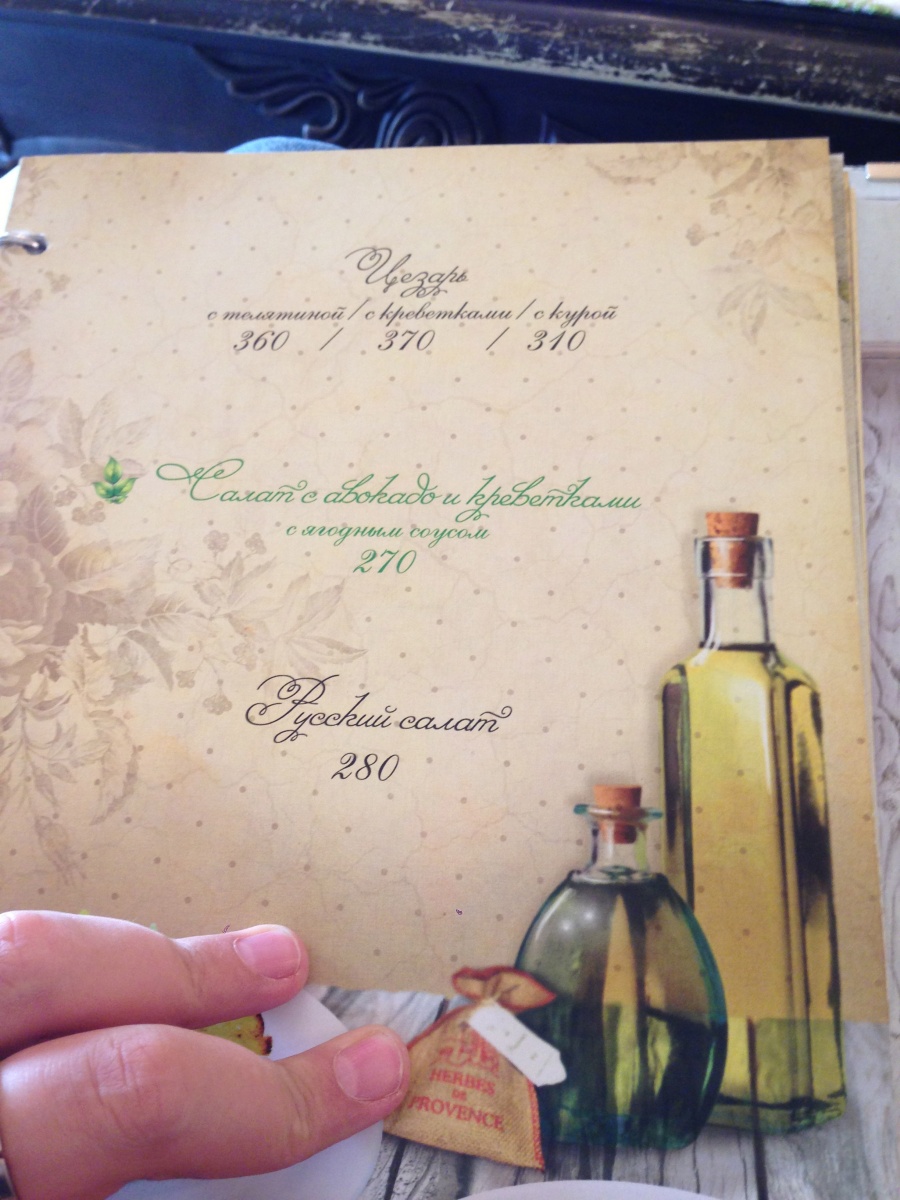 Цезарь
с телятиной / с креветками / с курой
360 / 370 / 310
Салат с авокадо и креветками
с ягодным соусом
270
Русский салат
280
HERBES
DE
PROVENCE